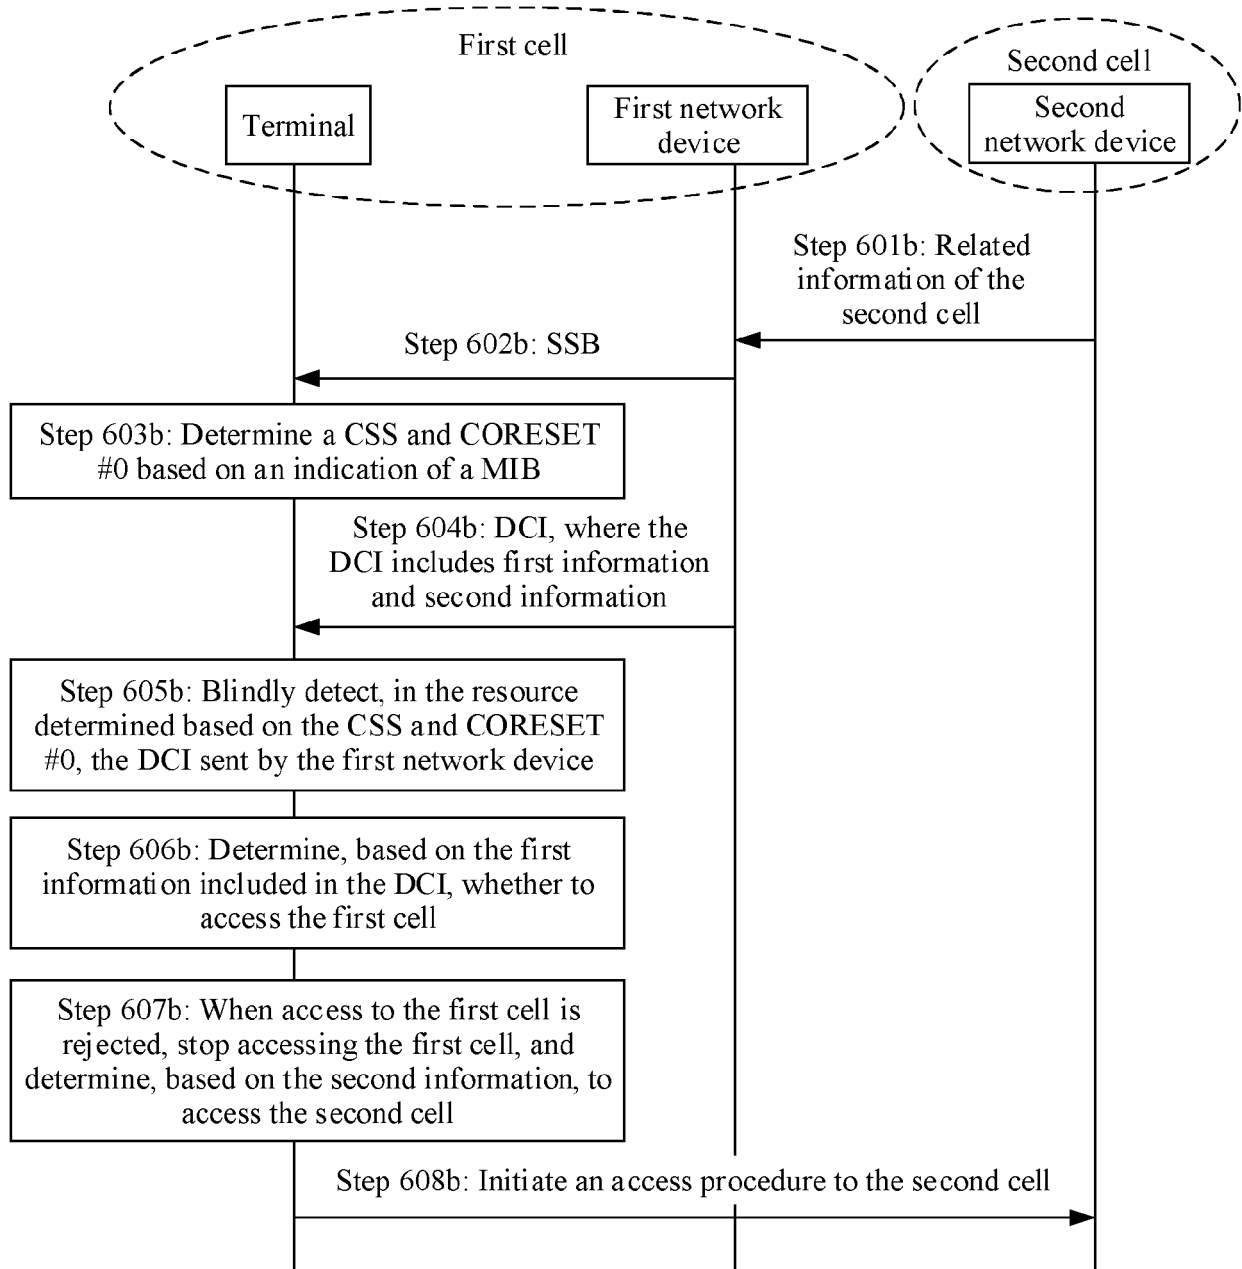 First cell
Second cell
Terminal
First network
device
Second
network device
Step 601b: Related
information of the
second cell
Step 602b: SSB
Step 603b: Determine a CSS and CORESET
#0 based on an indication of a MIB
Step 604b: DCI, where the
DCI includes first information
and second information
Step 605b: Blindly detect, in the resource
determined based on the CSS and CORESET
#0, the DCI sent by the first network device
Step 606b: Determine, based on the first
information included in the DCI, whether to
access the first cell
Step 607b: When access to the first cell is
rejected, stop accessing the first cell, and
determine, based on the second information, to
access the second cell
Step 608b: Initiate an access procedure to the second cell